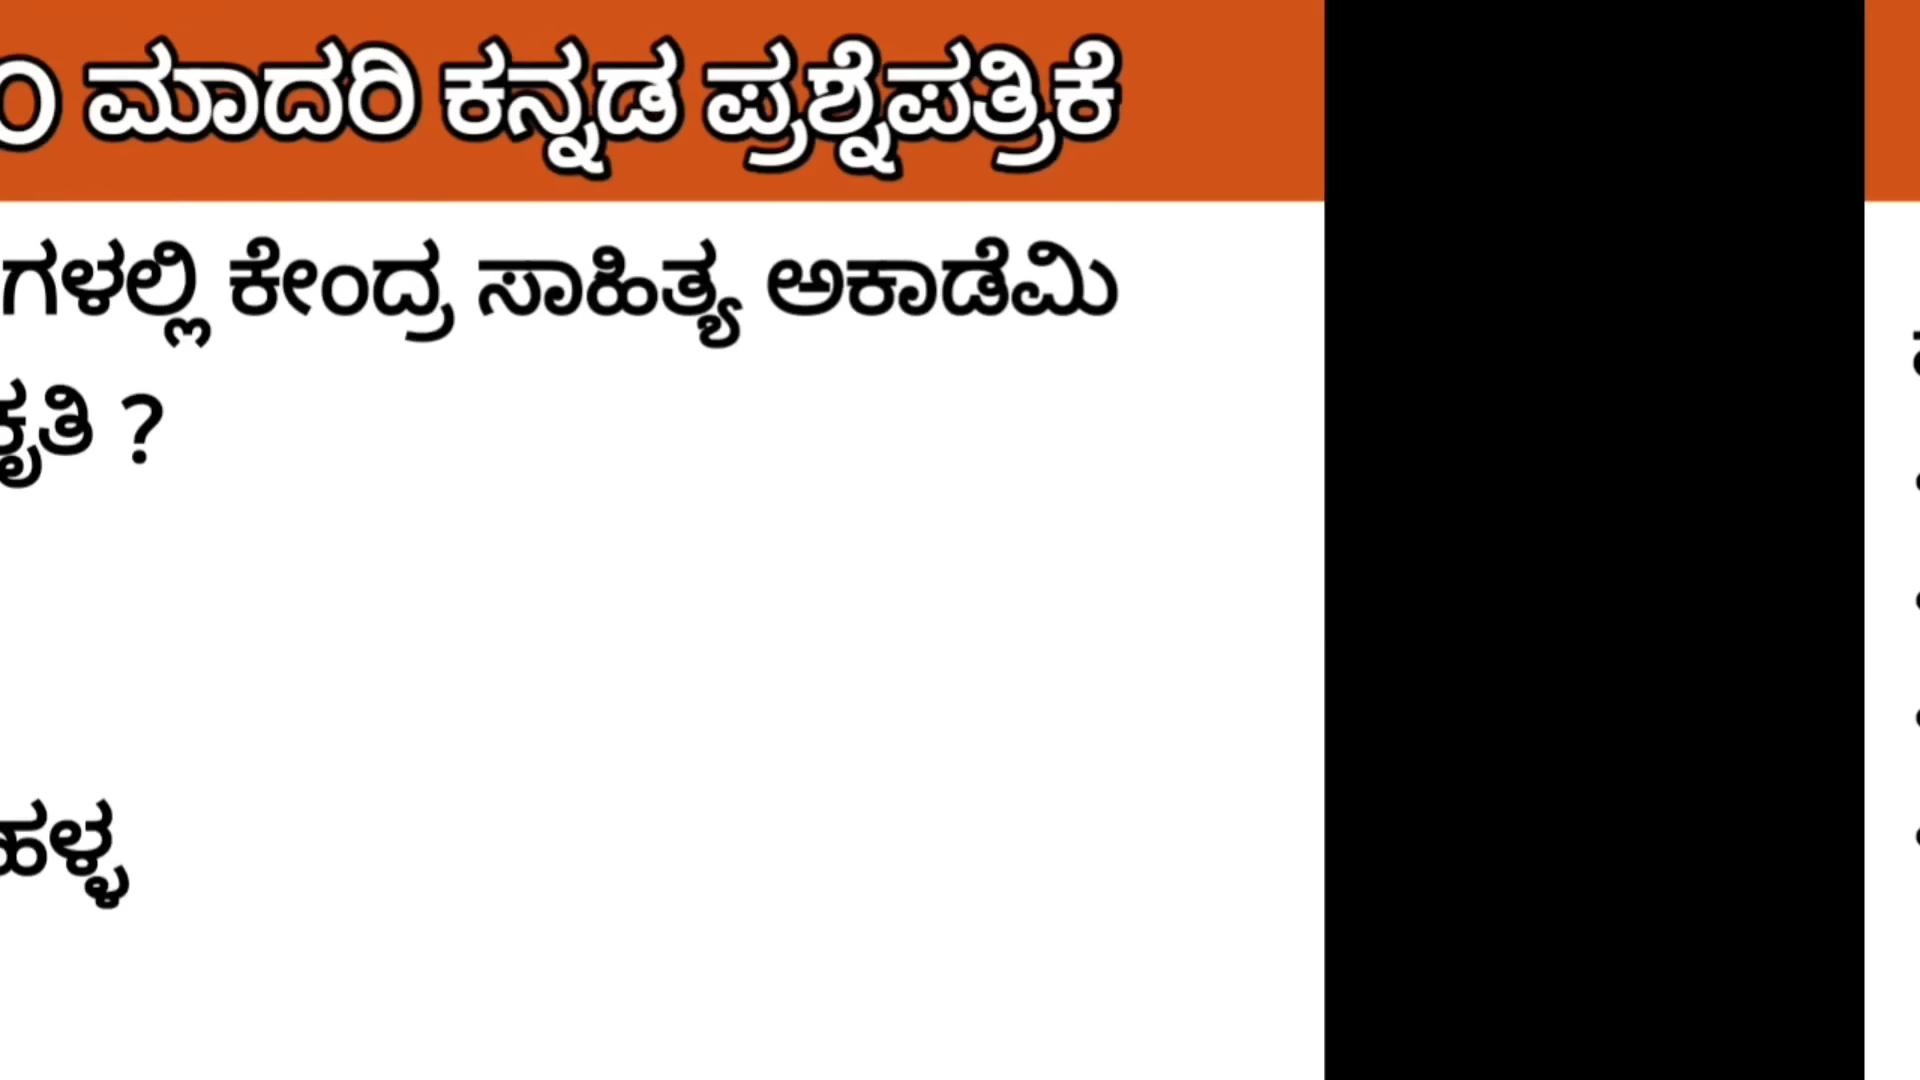 ಮಾದರಿ ಕನ್ನಡ ಪ್ರಶ್ನೆಪತ್ರಿಕೆ
ಗಳಲ್ಲಿ ಕೇಂದ್ರ ಸಾಹಿತ್ಯ ಅಕಾಡೆಮಿ
ಕೃತಿ ?
ಹಳ್ಳ